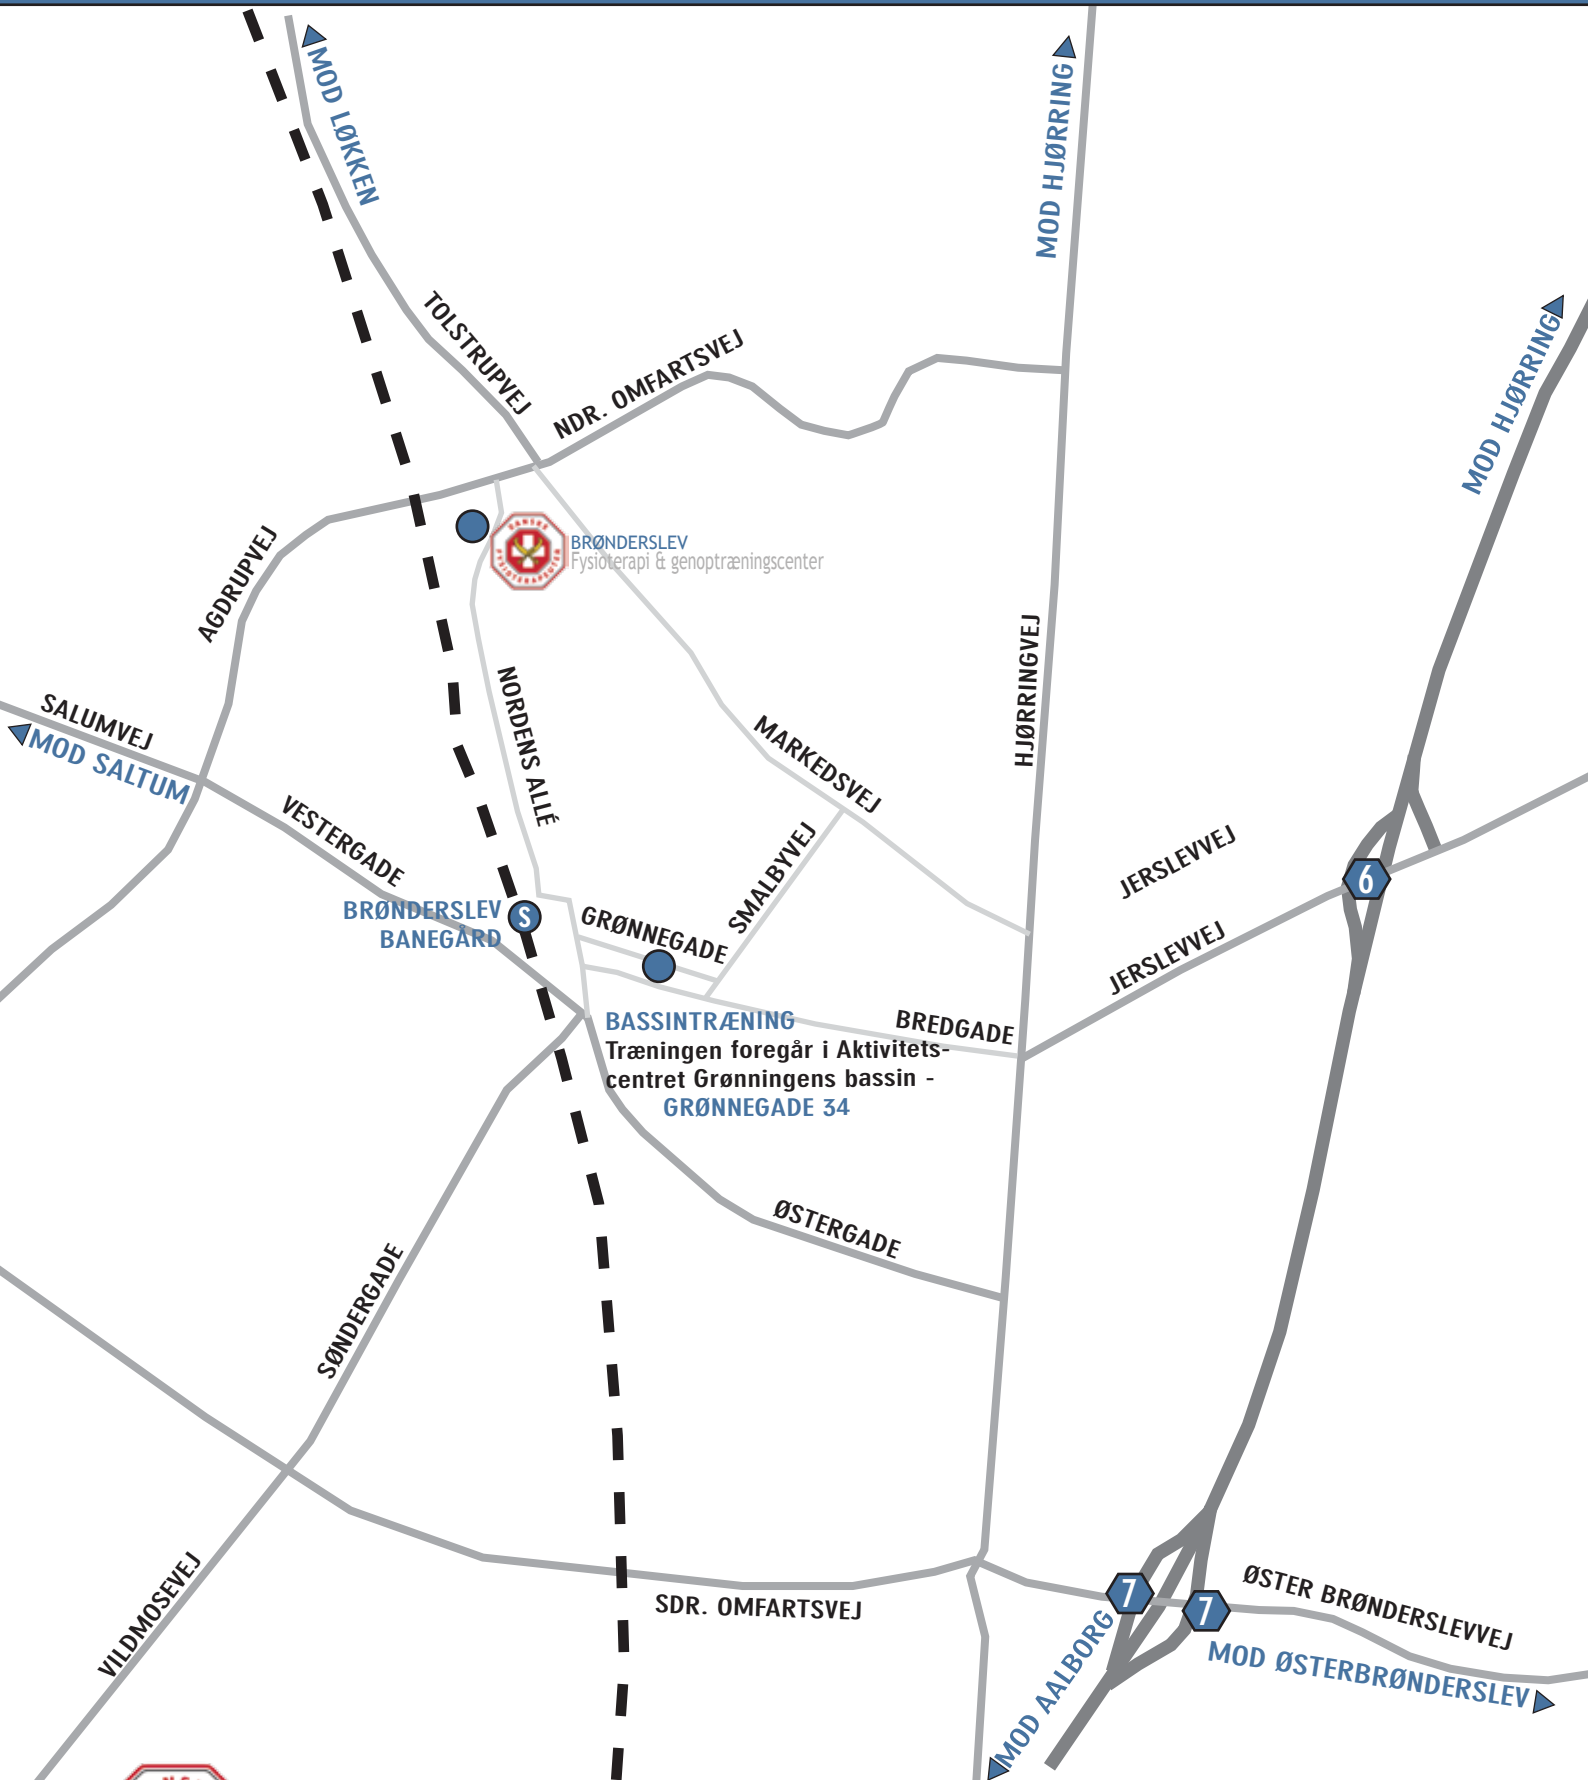 MOD LØKKEN
MOD HJØRRING
MOD HJØRRING
TOLSTRUPVEJ
NDR. OMFARTSVEJ
AGDRUPVEJ
DANSKE
FYSIOTERAPEUTER
BRØNDERSLEV
Fysioterapi & genoptræningscenter
SALUMVEJ
MOD SALTUM
NORDENS ALLÉ
HJØRRINGVEJ
MARKEDSVEJ
VESTERGADE
SMALBYVEJ
JERSLEVVEJ
6
BRØNDERSLEV
BANEGÅRD
S
GRØNNEGADE
JERSLEVVEJ
BREDGADE
BASSINTRÆNING
Træningen foregår i Aktivitets-
centret Grønningens bassin -
GRØNNEGADE 34
ØSTERGADE
SØNDERGADE
VILDMOSEVEJ
SDR. OMFARTSVEJ
7
7
ØSTER BRØNDERSLEVVEJ
MOD AALBORG
MOD ØSTERBRØNDERSLEV